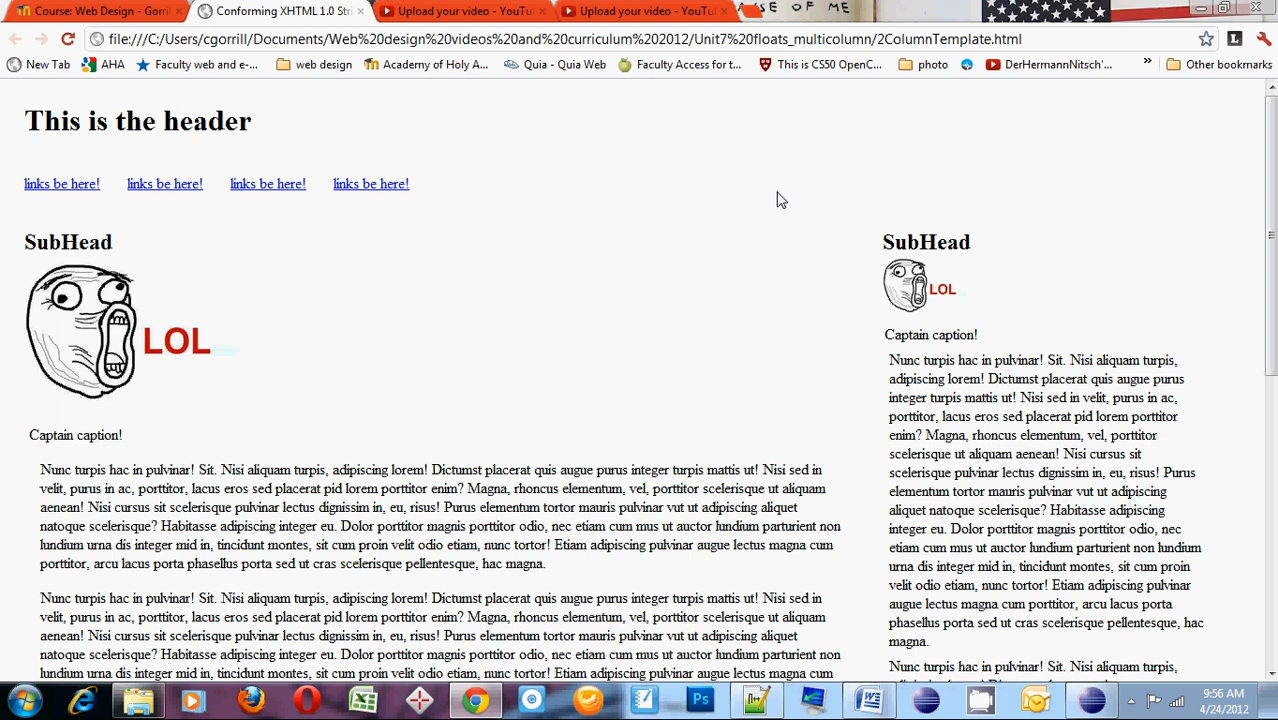 Course: Web Design - Gorril
Conforming XHTML 1.0 Stri
Upload your video - YouTu
Upload your video - YouTu
ASE OF ME
file:///C:/Users/cgorrill/Documents/Web%20design%20videos%20and%20curriculum%202012/Unit7%20floats_multicolumn/2ColumnTemplate.html
New Tab
AHA
Faculty web and e-...
web design
Academy of Holy A...
Quia - Quia Web
Faculty Access for t...
This is CS50 OpenC...
photo
DerHermannNitsch'...
»
Other bookmarks
This is the header
links be here! links be here! links be here! links be here!
SubHead
LOL
Captain caption!
Nunc turpis hac in pulvinar! Sit. Nisi aliquam turpis, adipiscing lorem! Dictumst placerat quis augue purus integer turpis mattis ut! Nisi sed in
velit, purus in ac, porttitor, lacus eros sed placerat pid lorem porttitor enim? Magna, rhoncus elementum, vel, porttitor scelerisque ut aliquam
aenean! Nisi cursus sit scelerisque pulvinar lectus dignissim in, eu, risus! Purus elementum tortor mauris pulvinar vut ut adipiscing aliquet
natoque scelerisque? Habitasse adipiscing integer eu. Dolor porttitor magnis porttitor odio, nec etiam cum mus ut auctor lundium parturient non
lundium urna dis integer mid in, tincidunt montes, sit cum proin velit odio etiam, nunc tortor! Etiam adipiscing pulvinar augue lectus magna cum
porttitor, arcu lacus porta phasellus porta sed ut cras scelerisque pellentesque, hac magna.
Nunc turpis hac in pulvinar! Sit. Nisi aliquam turpis, adipiscing lorem! Dictumst placerat quis augue purus integer turpis mattis ut! Nisi sed in
velit, purus in ac, porttitor, lacus eros sed placerat pid lorem porttitor enim? Magna, rhoncus elementum, vel, porttitor scelerisque ut aliquam
aenean! Nisi cursus sit scelerisque pulvinar lectus dignissim in, eu, risus! Purus elementum tortor mauris pulvinar vut ut adipiscing aliquet
natoque scelerisque? Habitasse adipiscing integer eu. Dolor porttitor magnis porttitor odio, nec etiam cum mus ut auctor lundium parturient non
lundium urna dis integer mid in, tincidunt montes, sit cum proin velit odio etiam, nunc tortor! Etiam adipiscing pulvinar augue lectus magna cum
SubHead
LOL
Captain caption!
Nunc turpis hac in pulvinar! Sit. Nisi aliquam turpis,
adipiscing lorem! Dictumst placerat quis augue purus
integer turpis mattis ut! Nisi sed in velit, purus in ac,
porttitor, lacus eros sed placerat pid lorem porttitor
enim? Magna, rhoncus elementum, vel, porttitor
scelerisque ut aliquam aenean! Nisi cursus sit
scelerisque pulvinar lectus dignissim in, eu, risus! Purus
elementum tortor mauris pulvinar vut ut adipiscing
aliquet natoque scelerisque? Habitasse adipiscing
integer eu. Dolor porttitor magnis porttitor odio, nec
etiam cum mus ut auctor lundium parturient non lundium
urna dis integer mid in, tincidunt montes, sit cum proin
velit odio etiam, nunc tortor! Etiam adipiscing pulvinar
augue lectus magna cum porttitor, arcu lacus porta
phasellus porta sed ut cras scelerisque pellentesque, hac
magna.
Nunc turpis hac in pulvinar! Sit. Nisi aliquam turpis,
Ps
9:56 AM
4/24/2012